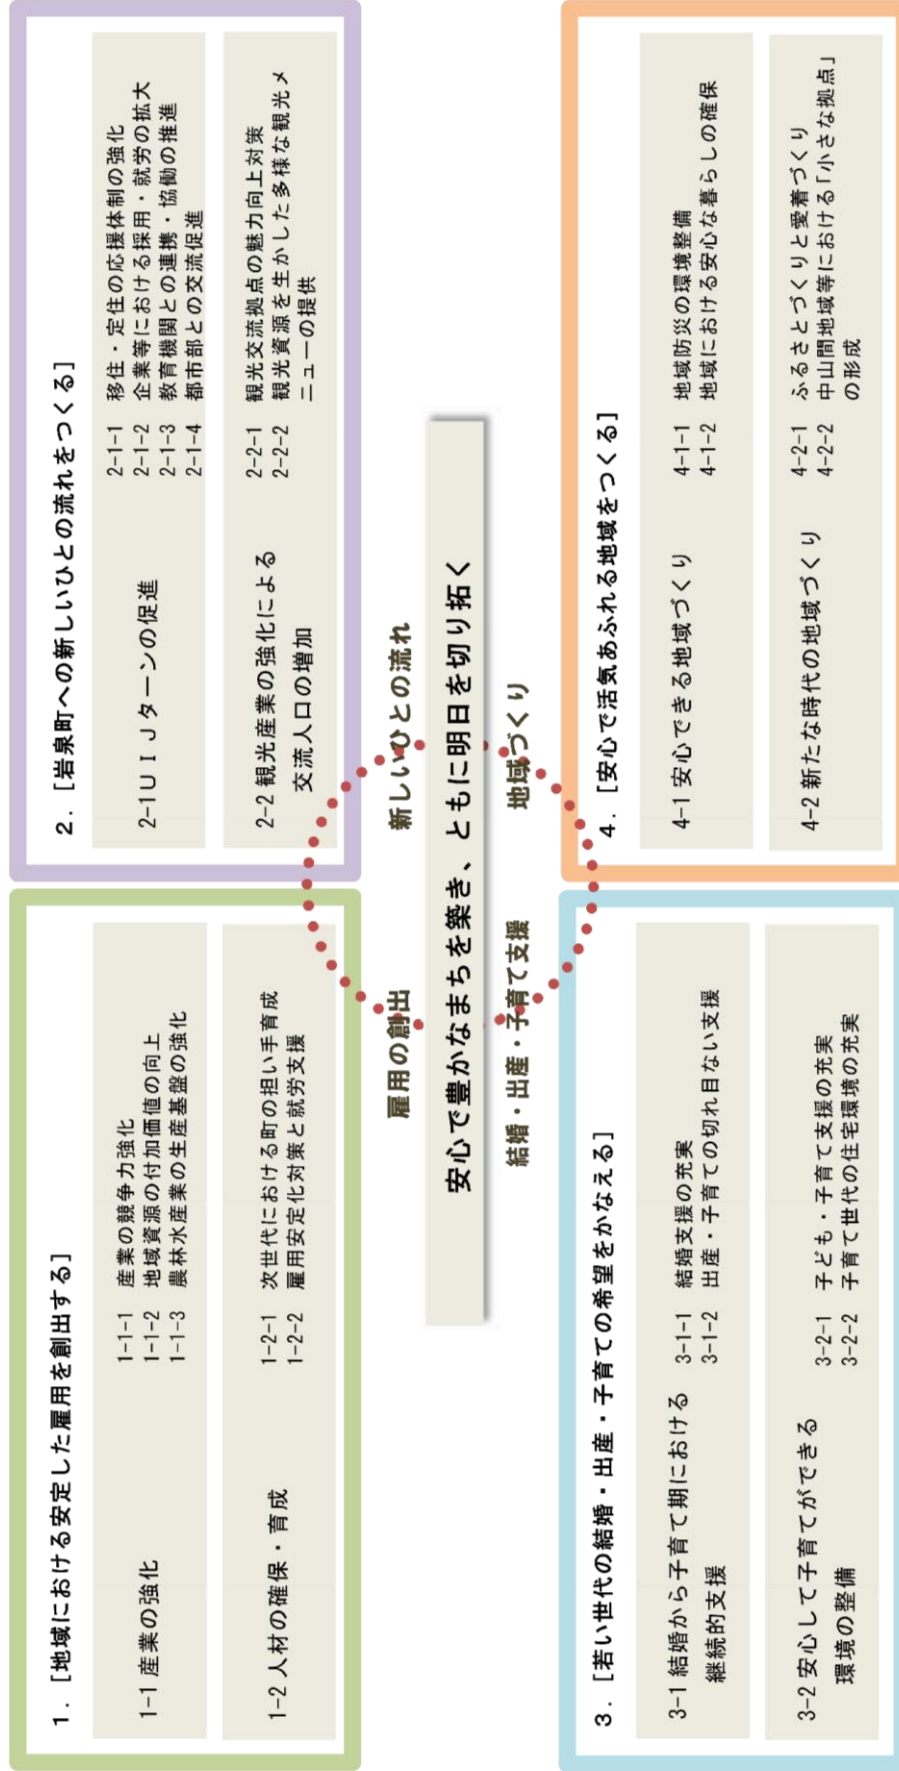 1．[地域における安定した雇用を創出する]
1-1 産業の強化
1-1-1 産業の競争力強化
1-1-2 地域資源の付加価値の向上
1-1-3 農林水産業の生産基盤の強化
1-2 人材の確保・育成
1-2-1 次世代における町の担い手育成
1-2-2 雇用安定化対策と就労支援
2．[岩泉町への新しいひとの流れをつくる]
2-1ＵＩＪターンの促進
2-1-1 移住・定住の応援体制の強化
2-1-2 企業等における採用・就労の拡大
2-1-3 教育機関との連携・協働の推進
2-1-4 都市部との交流促進
2-2 観光産業の強化による
交流人口の増加
2-2-1 観光交流拠点の魅力向上対策
2-2-2 観光資源を生かした多様な観光メ
ニューの提供
雇用の創出
新しいひとの流れ
安心で豊かなまちを築き、ともに明日を切り拓く
結婚・出産・子育て支援
地域づくり
3．[若い世代の結婚・出産・子育ての希望をかなえる]
3-1 結婚から子育て期における
継続的支援
3-1-1 結婚支援の充実
3-1-2 出産・子育ての切れ目ない支援
3-2 安心して子育てができる
環境の整備
3-2-1 子ども・子育て支援の充実
3-2-2 子育て世代の住宅環境の充実
4．[安心で活気あふれる地域をつくる]
4-1 安心できる地域づくり
4-1-1 地域防災の環境整備
4-1-2 地域における安心な暮らしの確保
4-2 新たな時代の地域づくり
4-2-1 ふるさとづくりと愛着づくり
4-2-2 中山間地域等における「小さな拠点」
の形成